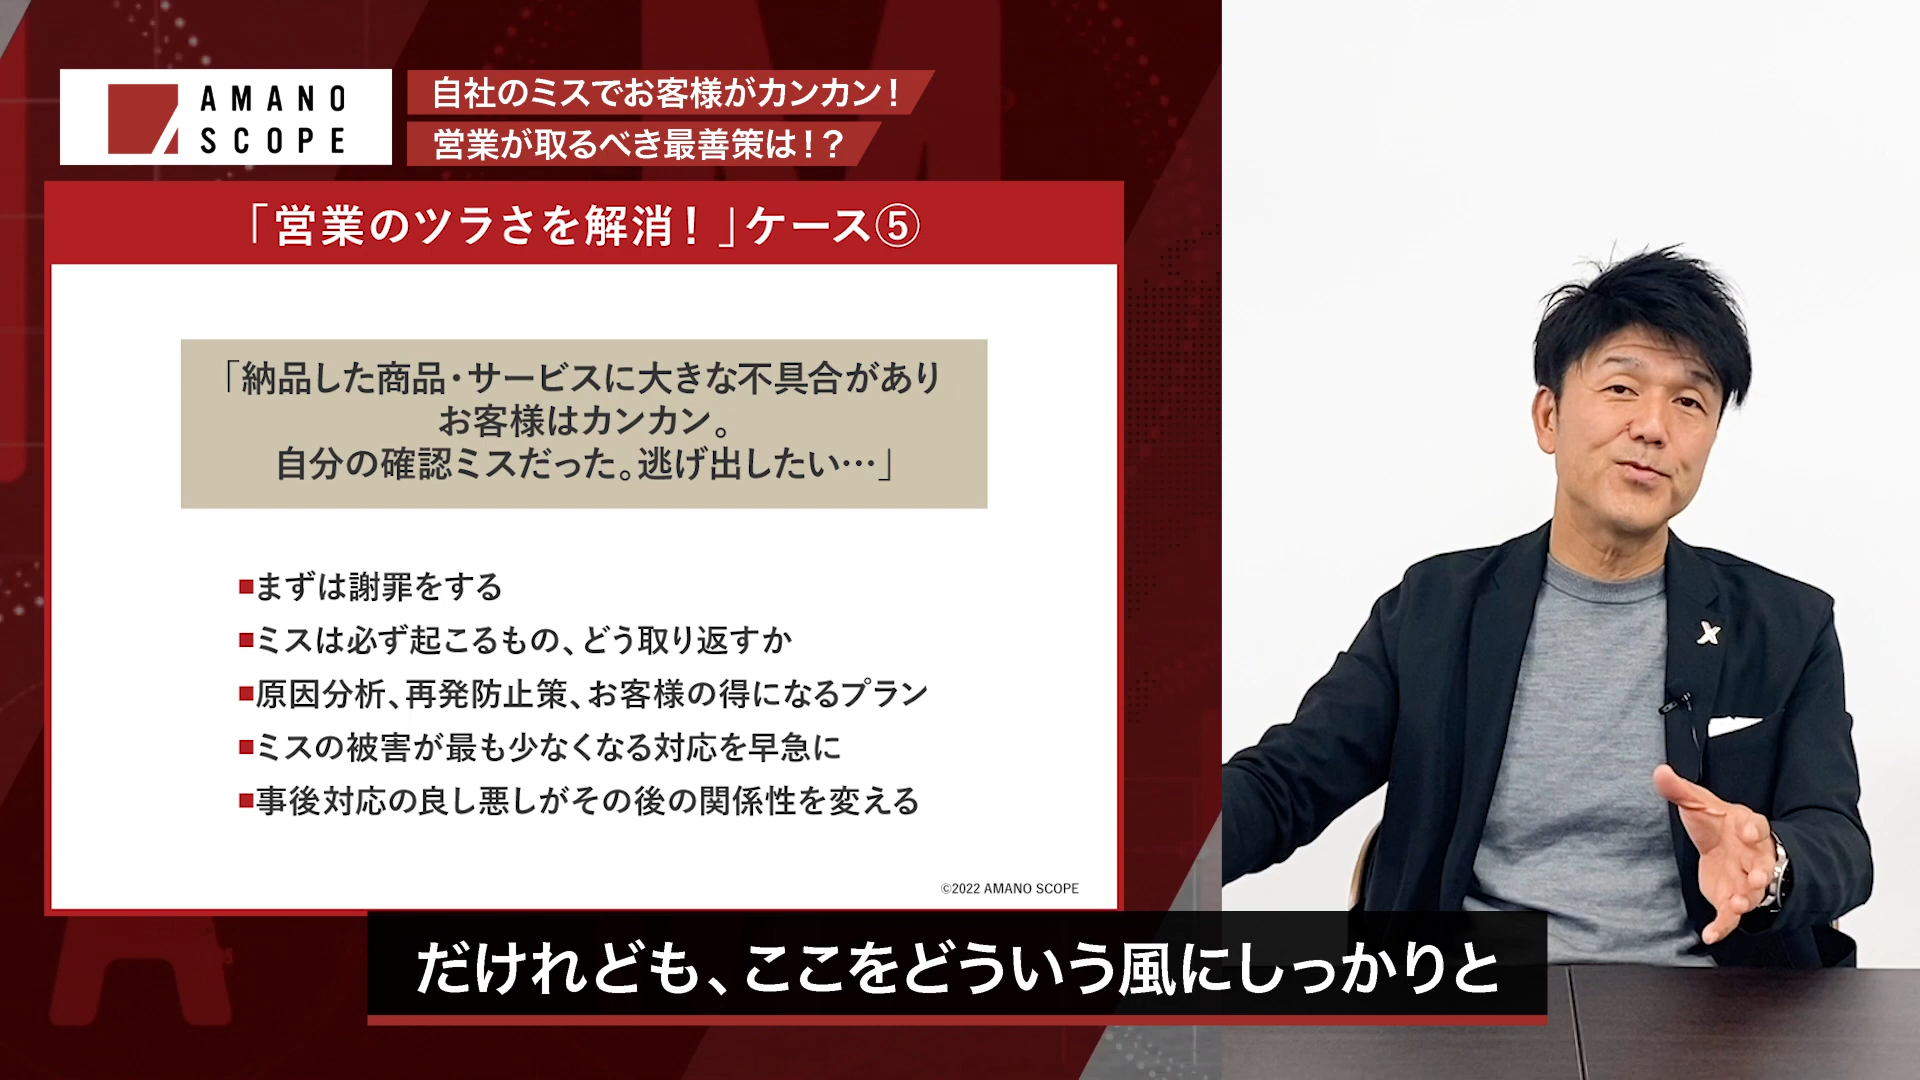 AMANO
SCOPE
自社のミスでお客様がカンカン！
営業が取るべき最善策は！？
「営業のツラさを解消！」ケース⑤
「納品した商品・サービスに大きな不具合があり
お客様はカンカン。
自分の確認ミスだった。逃げ出したい…」
■まずは謝罪をする
■ミスは必ず起こるもの、どう取り返すか
■原因分析、再発防止策、お客様の得になるプラン
■ミスの被害が最も少なくなる対応を早急に
■事後対応の良し悪しがその後の関係性を変える
©2022 AMANO SCOPE
だけれども、ここをどういう風にしっかりと